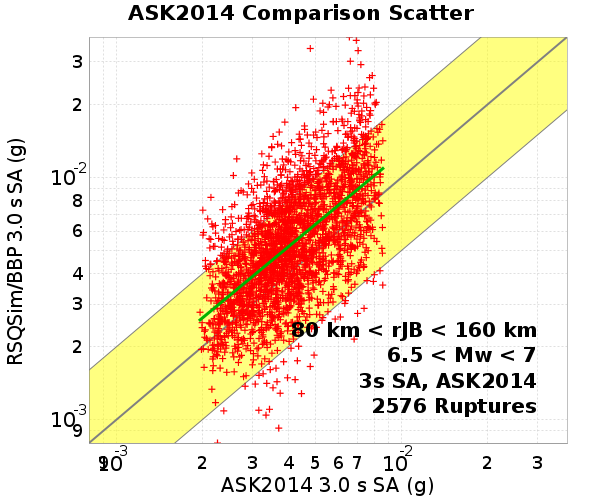 ASK2014 Comparison Scatter
RSQSim/BBP 3.0 s SA (g)
3
2
10-2
8
6
4
3
2
10-3
9
80 km < rJB < 160 km
6.5 < Mw < 7
3s SA, ASK2014
2576 Ruptures
9 10-3 2 3 4 5 6 7 10-2 2 3
ASK2014 3.0 s SA (g)